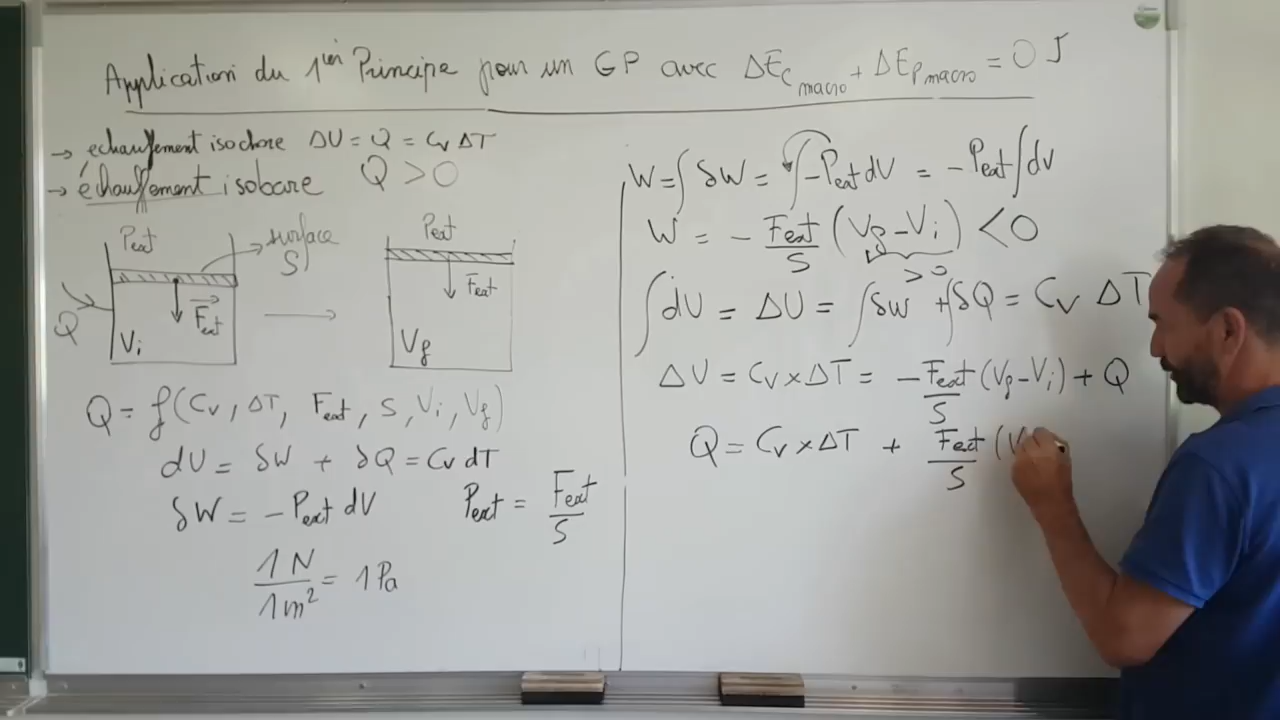 Application du 1er Principe pour un GP avec ΔEc macro + ΔEp macro = 0 J
→ echauffement isochore ΔU = Q = Cv ΔT
→ échauffement isobare Q > 0
Pext
surface
S
Pext
Q
Fext
Vi
Fext
Vf
Q = f(Cv, ΔT, Fext, S, Vi, Vf)
dU = δW + δQ = Cv dT
δW = - Pext dV
Pext = Fext/S
1 N/1 m² = 1 Pa
W = ∫ δW = ∫ - Pext dV = - Pext ∫ dV
W = - Fext/S (Vf - Vi) < 0
> 0
∫ dU = ΔU = ∫ δW + ∫ δQ = Cv ΔT
ΔU = Cv × ΔT = - Fext/S (Vf - Vi) + Q
Q = Cv × ΔT + Fext/S (V